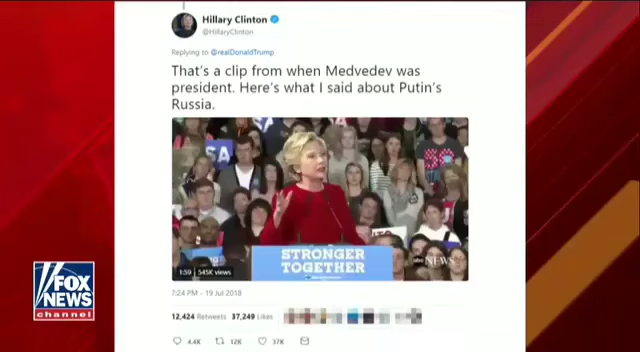 Hillary Clinton
@HillaryClinton
Replying to @realDonaldTrump
That's a clip from when Medvedev was
president. Here's what I said about Putin's
Russia.
SA
STRONGER
TOGETHER
abc NEWS
1:59 545K views
FOX
NEWS
channel
7:24 PM - 19 Jul 2018
12,424 Retweets 37,249 Likes
4.4K 12K 37K